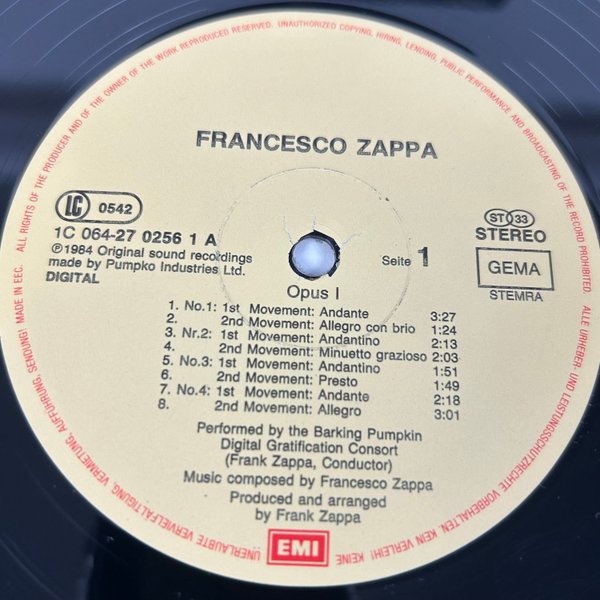 ALL RIGHTS OF THE PRODUCER AND OF THE OWNER OF THE WORK REPRODUCED RESERVED. UNAUTHORIZED COPYING, HIRING, LENDING, PUBLIC PERFORMANCE AND BROADCASTING OF THE RECORD PROHIBITED.
ALLE URHEBER- UND LEISTUNGSSCHUTZRECHTE VORBEHALTEN. KEIN VERLEIH! KEINE UNERLAUBTE VERVIELFÄLTIGUNG, VERMIETUNG, AUFFÜHRUNG, SENDUNG! MADE IN EEC.
FRANCESCO ZAPPA
LC 0542
1C 064-27 0256 1 A
℗1984 Original sound recordings
made by Pumpko Industries Ltd.
DIGITAL
ST 33
STEREO
GEMA
STEMRA
Seite 1
Opus I
1. No.1: 1st Movement: Andante 3:27
2. 2nd Movement: Allegro con brio 1:24
3. Nr.2: 1st Movement: Andantino 2:13
4. 2nd Movement: Minuetto grazioso 2:03
5. No.3: 1st Movement: Andantino 1:51
6. 2nd Movement: Presto 1:49
7. No.4: 1st Movement: Andante 2:18
8. 2nd Movement: Allegro 3:01
Performed by the Barking Pumpkin
Digital Gratification Consort
(Frank Zappa, Conductor)
Music composed by Francesco Zappa
Produced and arranged
by Frank Zappa
EMI